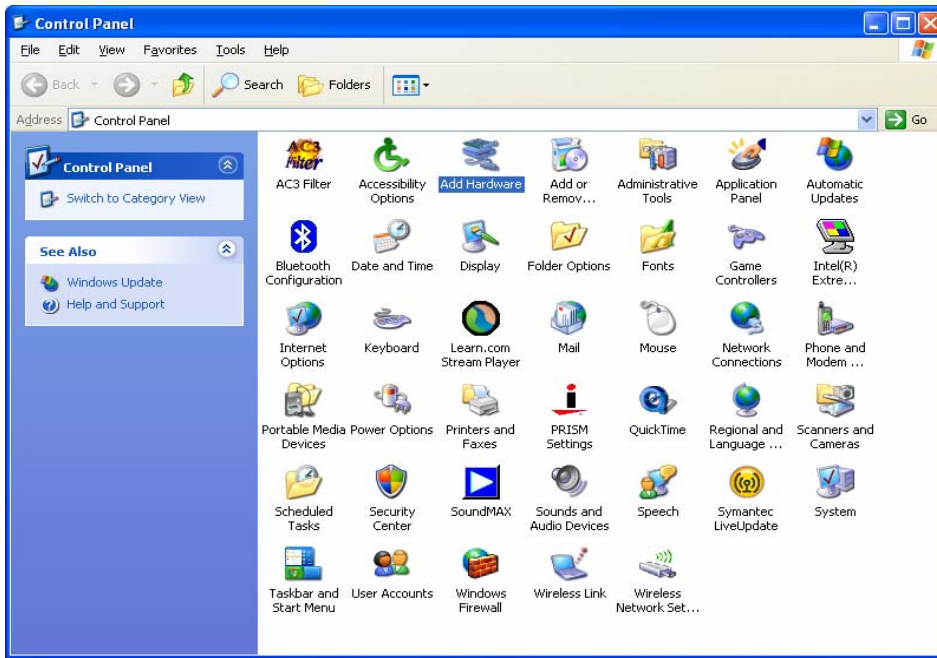 Control Panel
File Edit View Favorites Tools Help
Back Search Folders
Address Control Panel Go
Control Panel
Switch to Category View
See Also
Windows Update
Help and Support
AC3 Filter
AC3 Filter
Accessibility
Options
Add Hardware
Add or
Remov...
Administrative
Tools
Application
Panel
Automatic
Updates
Bluetooth
Configuration
Date and Time
Display
Folder Options
Fonts
Game
Controllers
Intel(R)
Extre...
Internet
Options
Keyboard
Learn.com
Stream Player
Mail
Mouse
Network
Connections
Phone and
Modem ...
Portable Media
Devices
Power Options
Printers and
Faxes
PRISM
Settings
QuickTime
Regional and
Language ...
Scanners and
Cameras
Scheduled
Tasks
Security
Center
SoundMAX
Sounds and
Audio Devices
Speech
Symantec
LiveUpdate
System
Taskbar and
Start Menu
User Accounts
Windows
Firewall
Wireless Link
Wireless
Network Set...